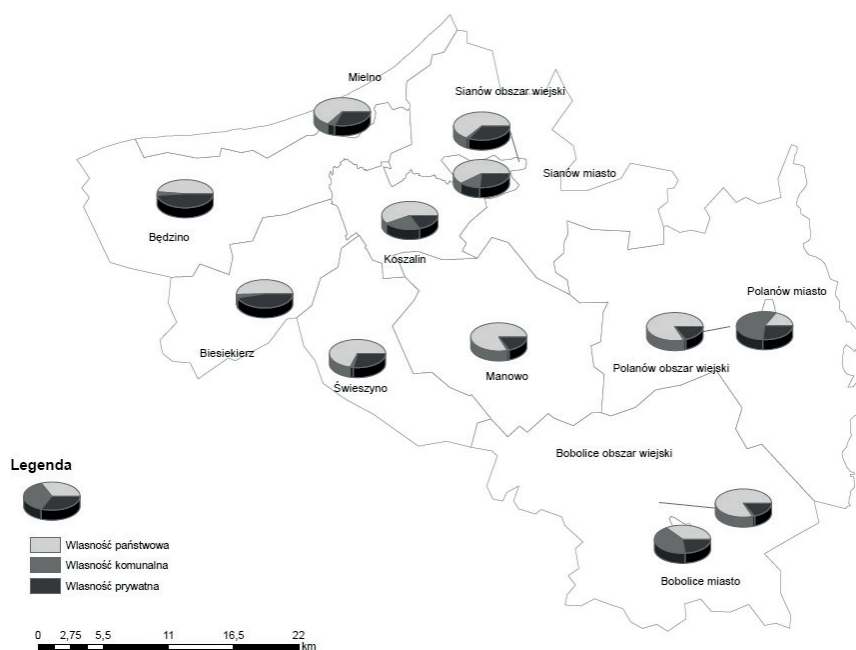 Mielno
Sianów obszar wiejski
Sianów miasto
Będzino
Koszalin
Polanów miasto
Biesiekierz
Świeszyno
Manowo
Polanów obszar wiejski
Bobolice obszar wiejski
Bobolice miasto
Legenda
Wlasność państwowa
Wlasność komunalna
Wlasność prywatna
0 2,75 5,5 11 16,5 22
km